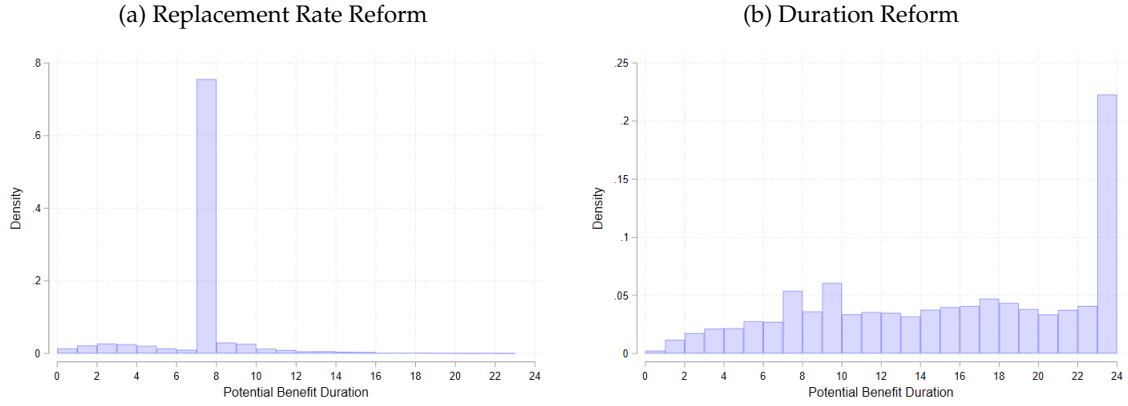 (a) Replacement Rate Reform
.8
.6
.4
.2
0
Density
0 2 4 6 8 10 12 14 16 18 20 22 24
Potential Benefit Duration
(b) Duration Reform
.25
.2
.15
.1
.05
0
Density
0 2 4 6 8 10 12 14 16 18 20 22 24
Potential Benefit Duration